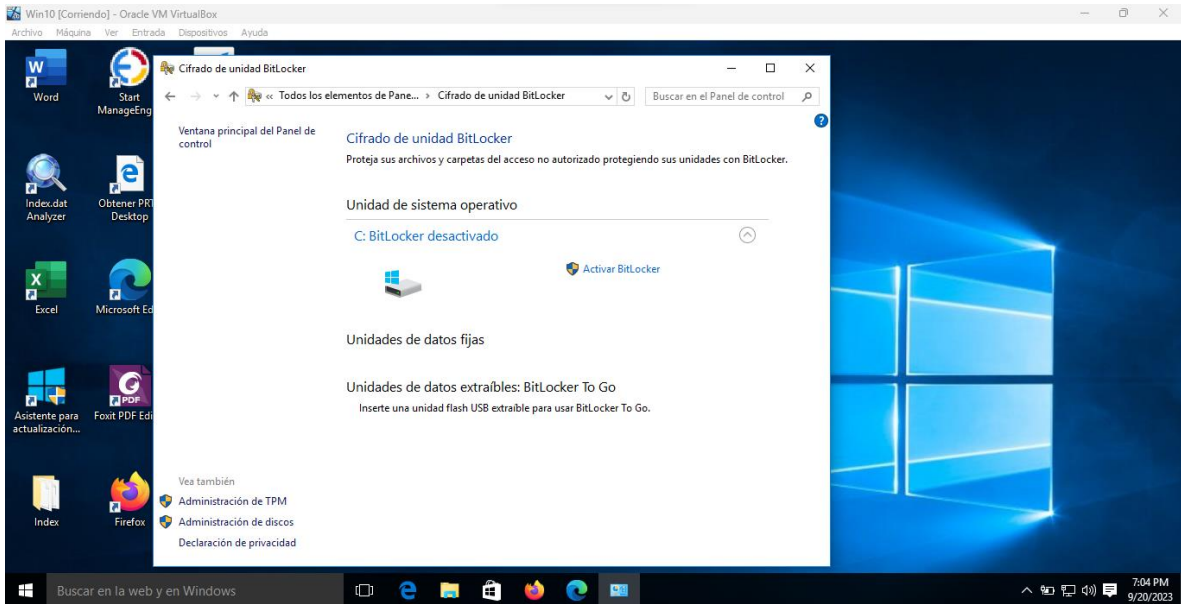 Win10 [Corriendo] - Oracle VM VirtualBox
Archivo Máquina Ver Entrada Dispositivos Ayuda
Word
Start
ManageEng
Index.dat
Analyzer
Obtener PRT
Desktop
Excel
Microsoft Ed
Asistente para
actualización...
Foxit PDF Edi
Index
Firefox
Cifrado de unidad BitLocker
« Todos los elementos de Pane... › Cifrado de unidad BitLocker
Buscar en el Panel de control
Ventana principal del Panel de
control
Cifrado de unidad BitLocker
Proteja sus archivos y carpetas del acceso no autorizado protegiendo sus unidades con BitLocker.
Unidad de sistema operativo
C: BitLocker desactivado
Activar BitLocker
Unidades de datos fijas
Unidades de datos extraíbles: BitLocker To Go
Inserte una unidad flash USB extraíble para usar BitLocker To Go.
Vea también
Administración de TPM
Administración de discos
Declaración de privacidad
Buscar en la web y en Windows
7:04 PM
9/20/2023